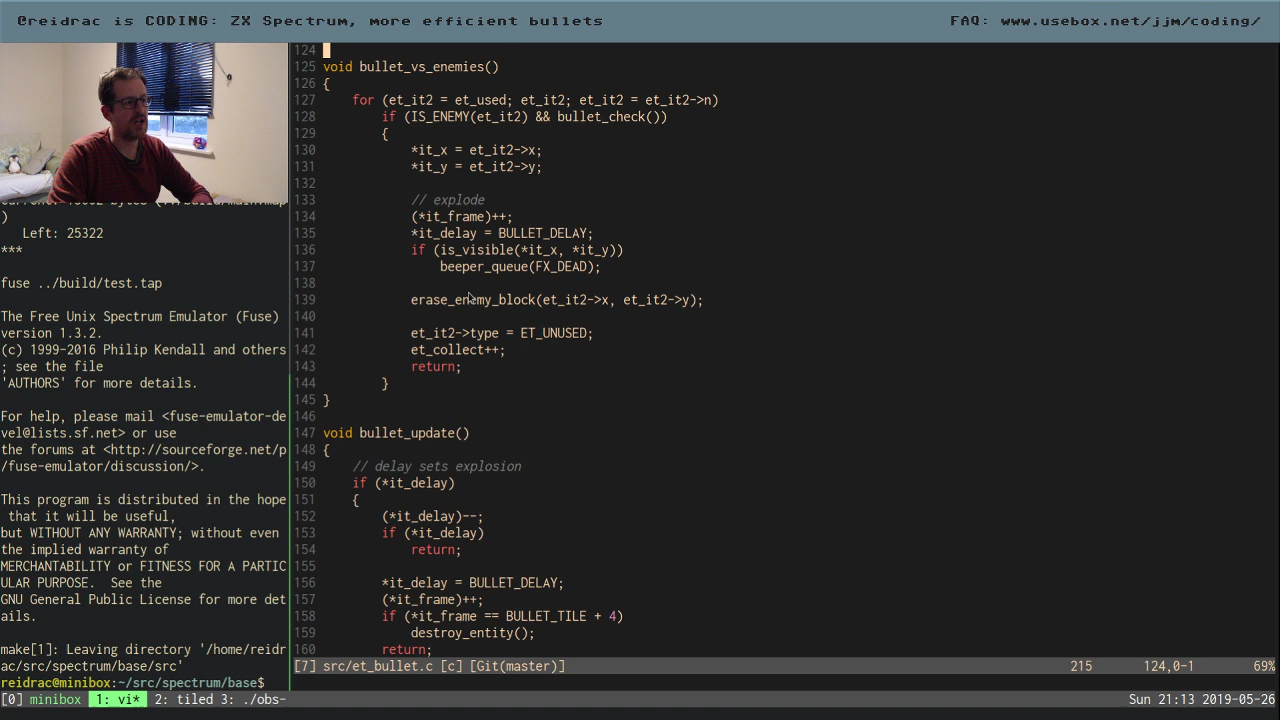 @reidrac is CODING: ZX Spectrum, more efficient bullets
FAQ: www.usebox.net/jjm/coding/
)
   Left: 25322
***
fuse ../build/test.tap
The Free Unix Spectrum Emulator (Fuse)
version 1.3.2.
(c) 1999-2016 Philip Kendall and others
; see the file
'AUTHORS' for more details.
For help, please mail <fuse-emulator-de
vel@lists.sf.net> or use
the forums at <http://sourceforge.net/p
/fuse-emulator/discussion/>.
This program is distributed in the hope
 that it will be useful,
but WITHOUT ANY WARRANTY; without even
the implied warranty of
MERCHANTABILITY or FITNESS FOR A PARTIC
ULAR PURPOSE.  See the
GNU General Public License for more det
ails.
make[1]: Leaving directory '/home/reidr
ac/src/spectrum/base/src'
reidrac@minibox:~/src/spectrum/base$
124
125 void bullet_vs_enemies()
126 {
127     for (et_it2 = et_used; et_it2; et_it2 = et_it2->n)
128         if (IS_ENEMY(et_it2) && bullet_check())
129         {
130             *it_x = et_it2->x;
131             *it_y = et_it2->y;
132
133             // explode
134             (*it_frame)++;
135             *it_delay = BULLET_DELAY;
136             if (is_visible(*it_x, *it_y))
137                 beeper_queue(FX_DEAD);
138
139             erase_enemy_block(et_it2->x, et_it2->y);
140
141             et_it2->type = ET_UNUSED;
142             et_collect++;
143             return;
144         }
145 }
146
147 void bullet_update()
148 {
149     // delay sets explosion
150     if (*it_delay)
151     {
152         (*it_delay)--;
153         if (*it_delay)
154             return;
155
156         *it_delay = BULLET_DELAY;
157         (*it_frame)++;
158         if (*it_frame == BULLET_TILE + 4)
159             destroy_entity();
160         return;
[7] src/et_bullet.c [c] [Git(master)] 215 124,0-1 69%
[0] minibox 1: vi* 2: tiled 3: ./obs- Sun 21:13 2019-05-26